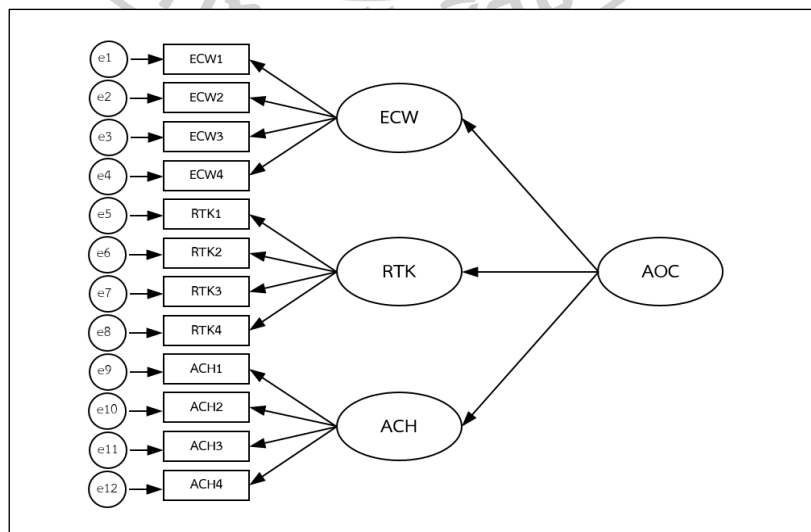 e1 ECW1
e2 ECW2
ECW
e3 ECW3
e4 ECW4
e5 RTK1
e6 RTK2
RTK AOC
e7 RTK3
e8 RTK4
e9 ACH1
e10 ACH2
ACH
e11 ACH3
e12 ACH4